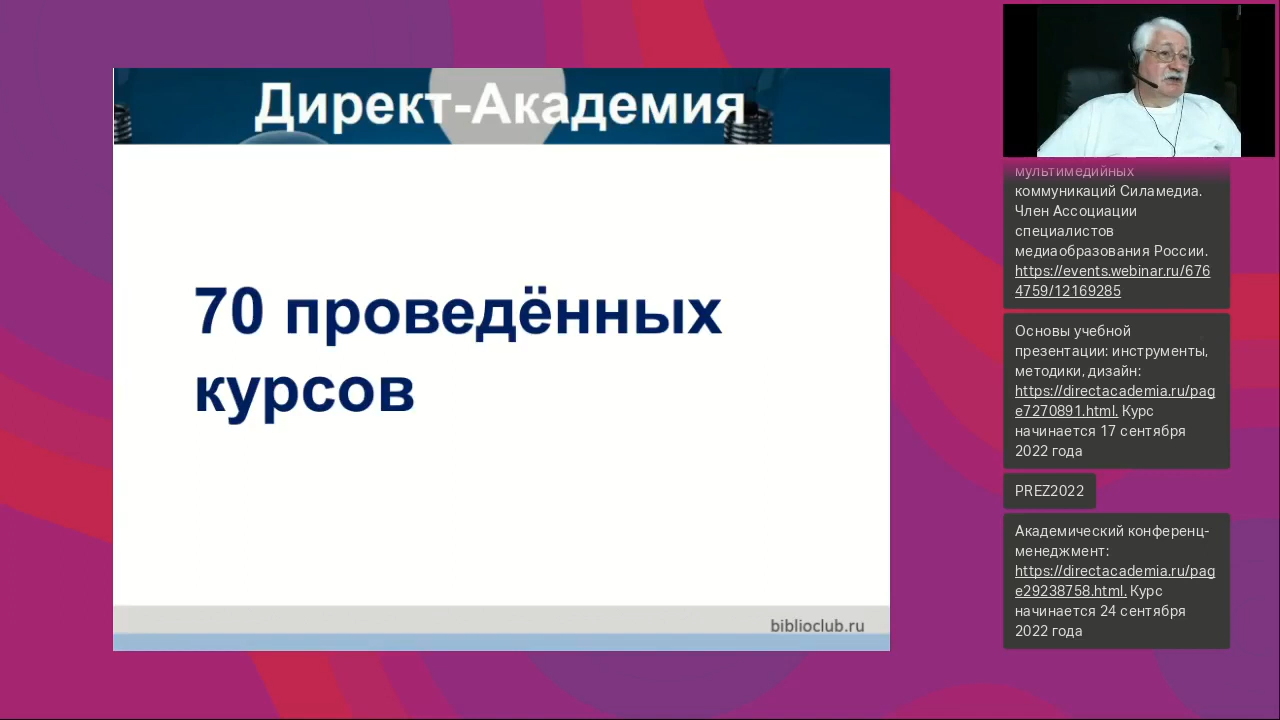 Директ-Академия
70 проведённых
курсов
biblioclub.ru
мультимедийных
коммуникаций Силамедиа.
Член Ассоциации
специалистов
медиаобразования России.
https://events.webinar.ru/676
4759/12169285
Основы учебной
презентации: инструменты,
методики, дизайн:
https://directacademia.ru/pag
e7270891.html. Курс
начинается 17 сентября
2022 года
PREZ2022
Академический конференц-
менеджмент:
https://directacademia.ru/pag
e29238758.html. Курс
начинается 24 сентября
2022 года